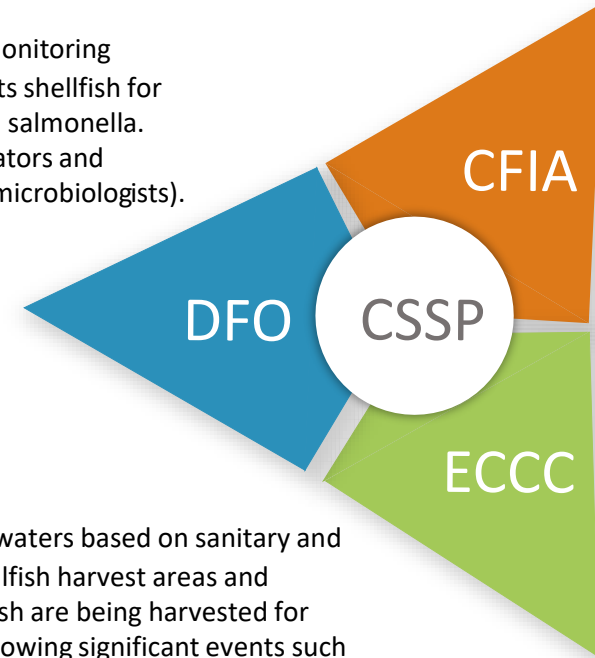 onitoring
ts shellfish for
salmonella.
ators and
microbiologists).
CFIA
DFO
CSSP
ECCC
waters based on sanitary and
lfish harvest areas and
sh are being harvested for
owing significant events such